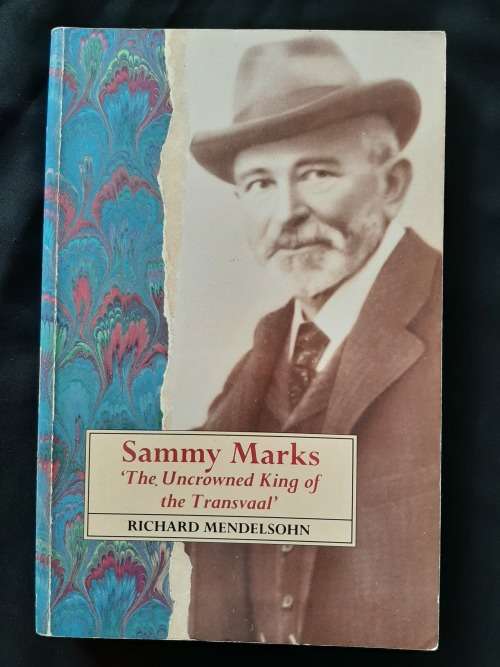 Sammy Marks
‘The Uncrowned King of
the Transvaal’
RICHARD MENDELSOHN